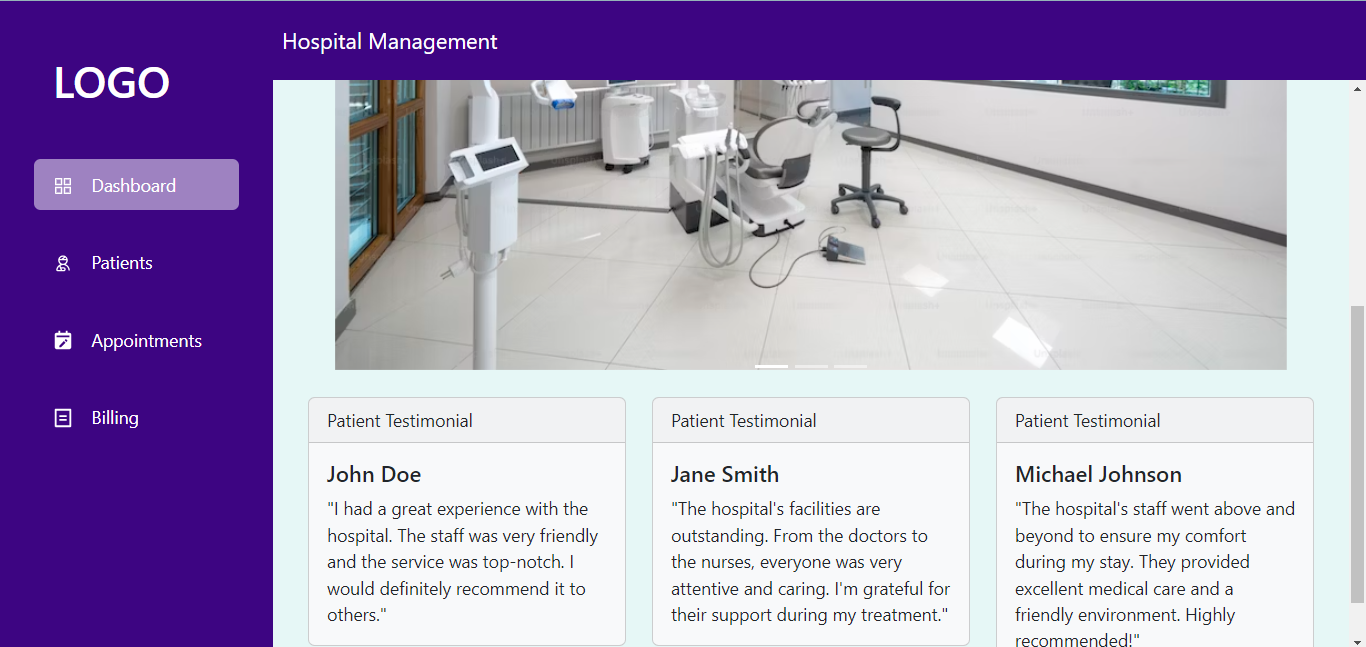 Hospital Management
LOGO
Dashboard
Patients
Appointments
Billing
Patient Testimonial
John Doe
"I had a great experience with the
hospital. The staff was very friendly
and the service was top-notch. I
would definitely recommend it to
others."
Patient Testimonial
Jane Smith
"The hospital's facilities are
outstanding. From the doctors to
the nurses, everyone was very
attentive and caring. I'm grateful for
their support during my treatment."
Patient Testimonial
Michael Johnson
"The hospital's staff went above and
beyond to ensure my comfort
during my stay. They provided
excellent medical care and a
friendly environment. Highly
recommended!"